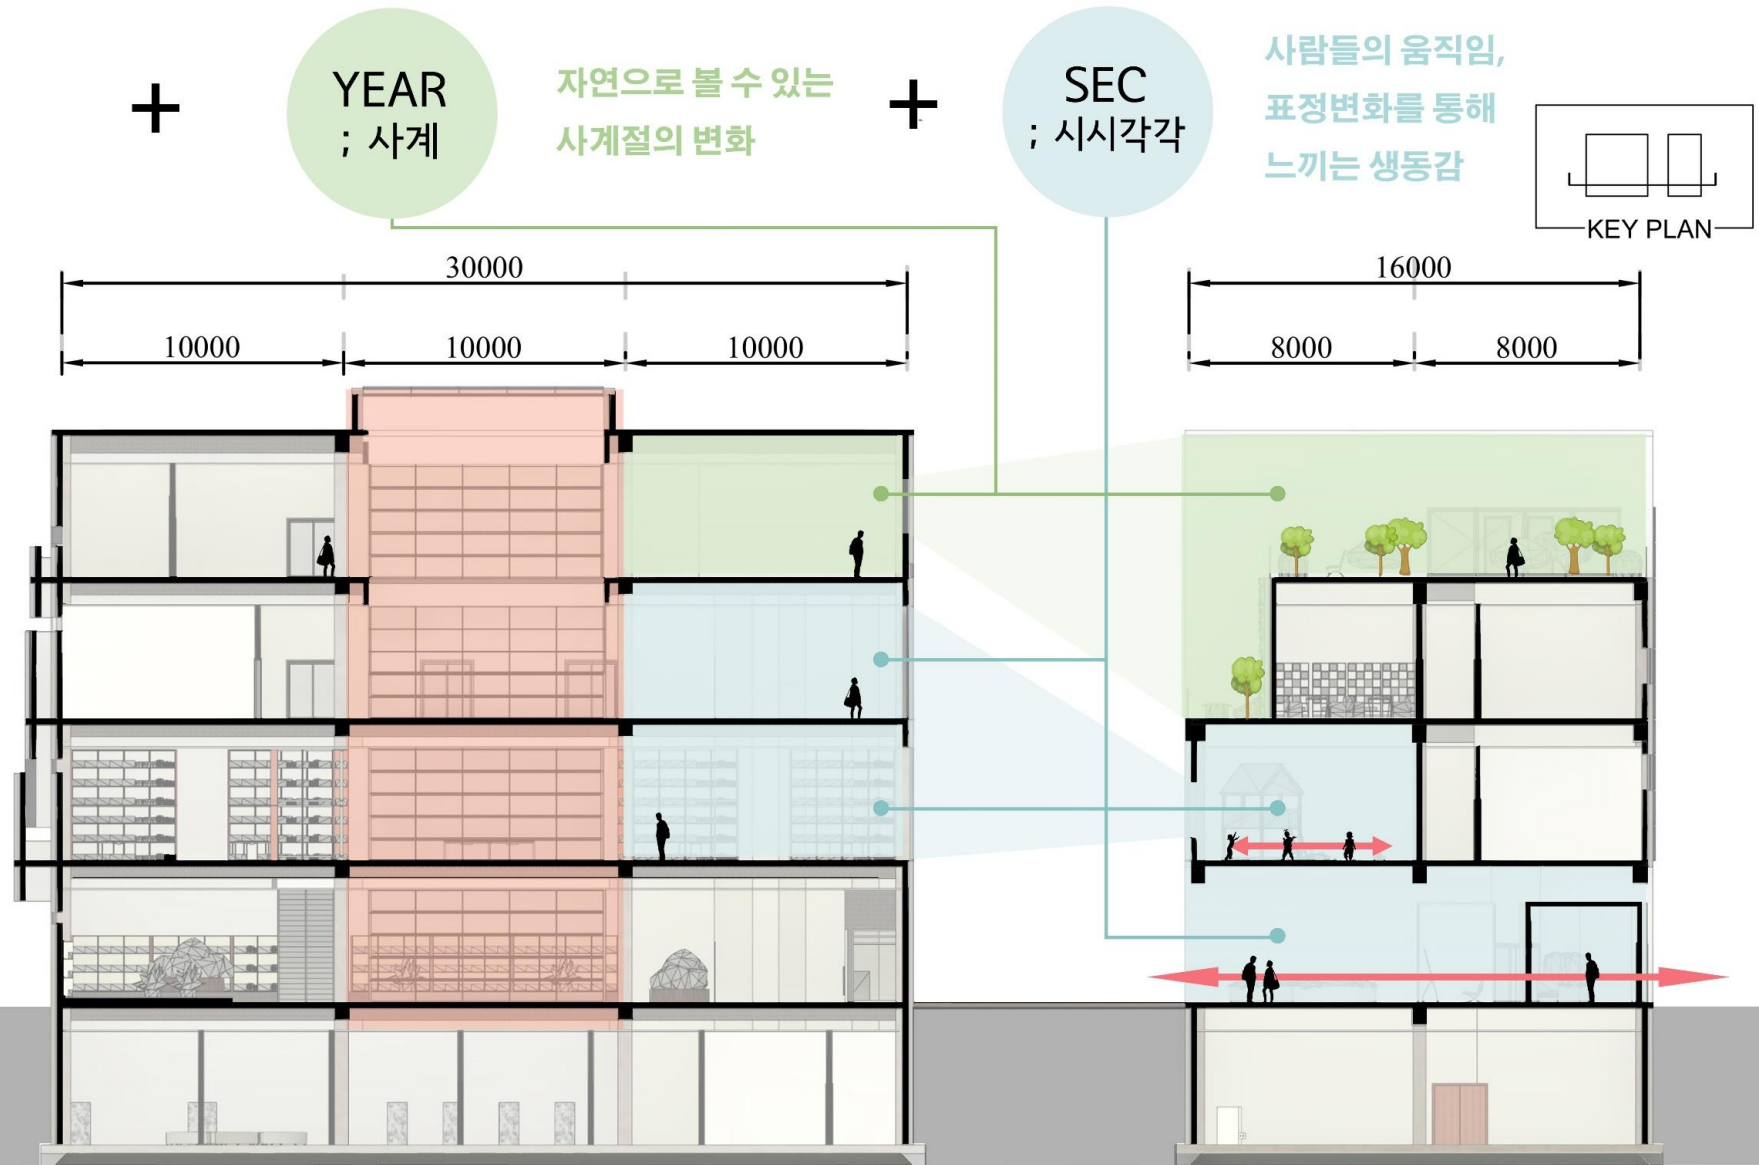 +
YEAR
; 사계
자연으로 볼 수 있는
사계절의 변화
+
SEC
; 시시각각
사람들의 움직임,
표정변화를 통해
느끼는 생동감
KEY PLAN
30000
10000
10000
10000
16000
8000
8000